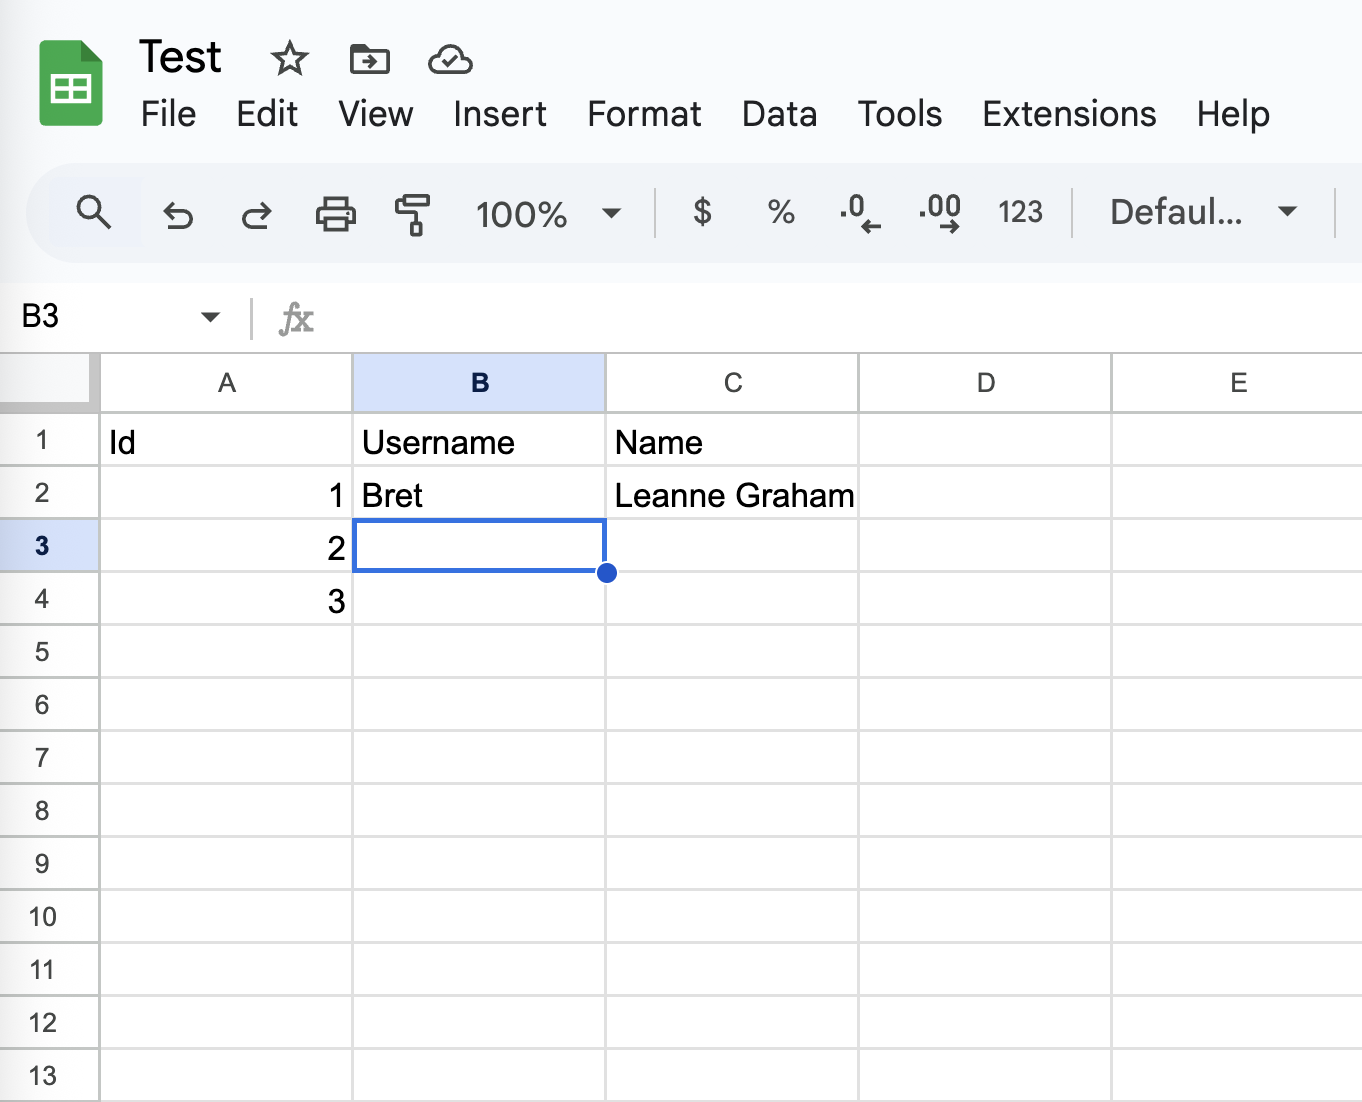 Test
File Edit View Insert Format Data Tools Extensions Help
100% $ % .0 .00 123 Defaul...
B3 fx
A B C D E
1 Id Username Name
2 1 Bret Leanne Graham
3 2
4 3
5
6
7
8
9
10
11
12
13